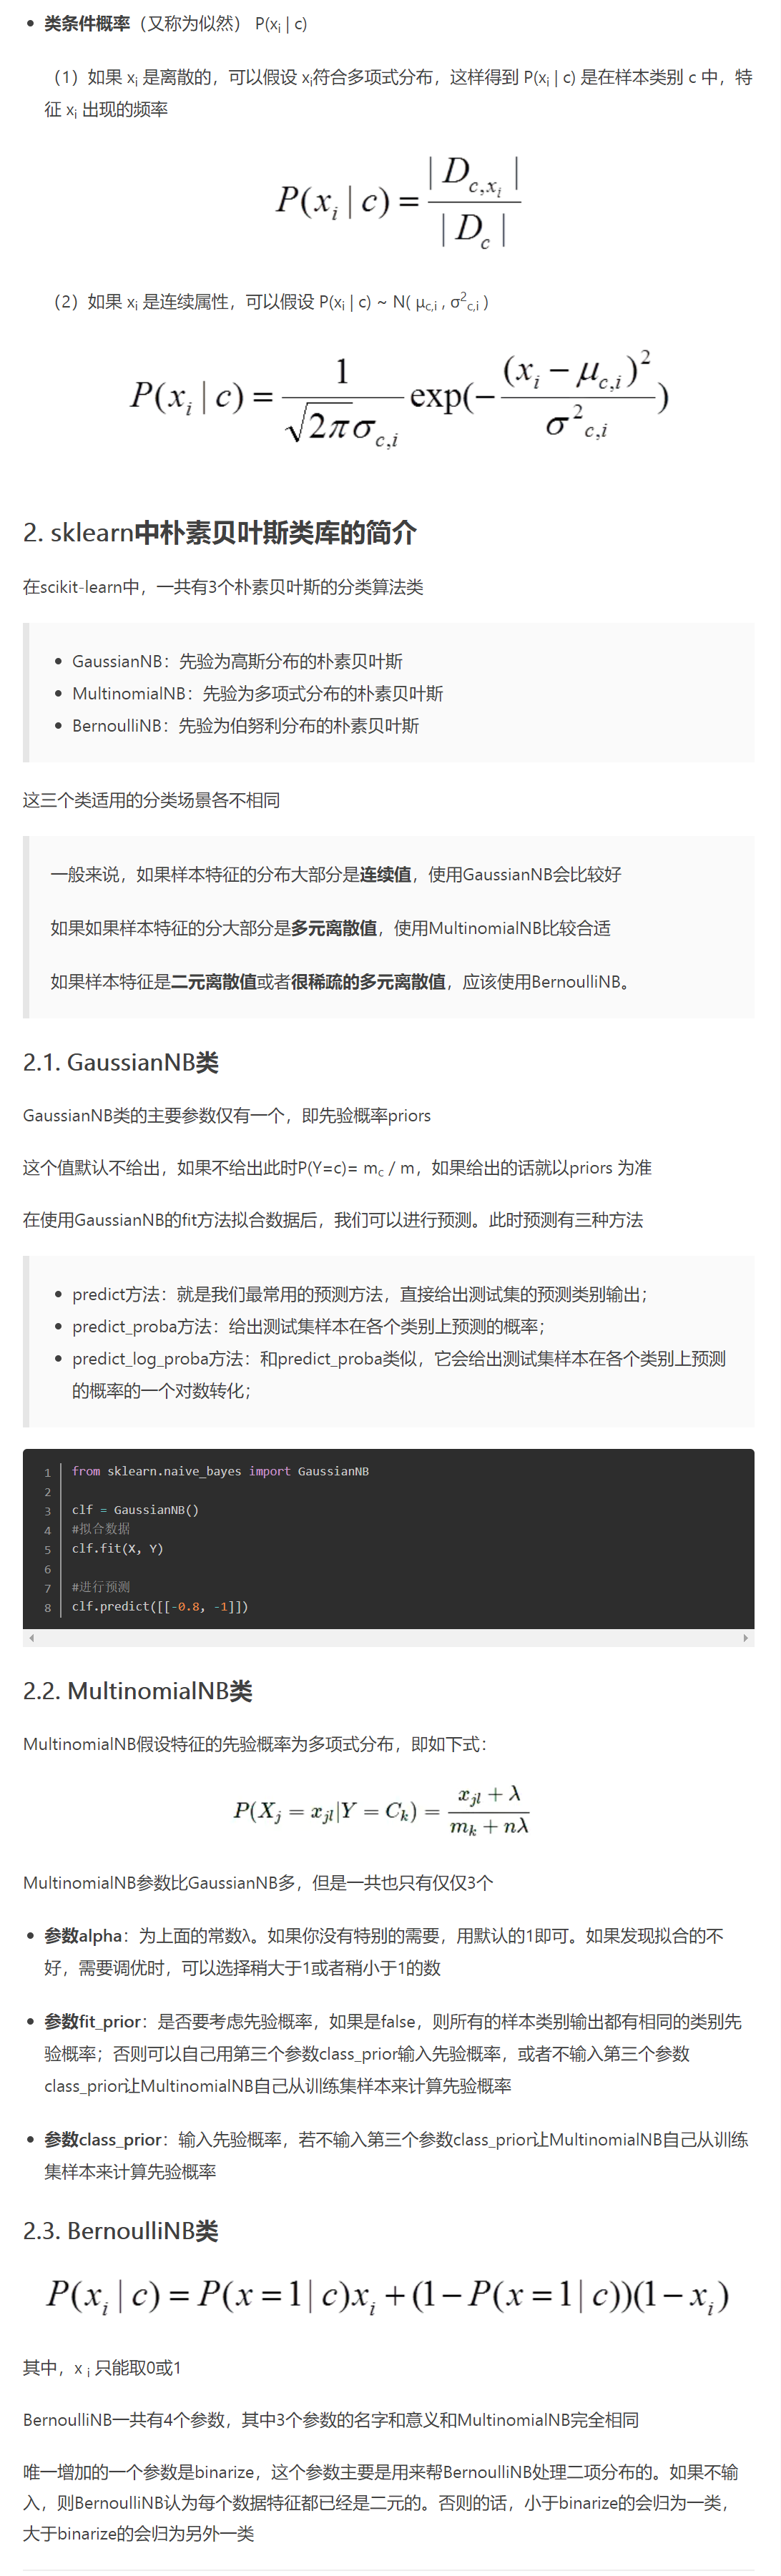 • 类条件概率（又称为似然） P(xᵢ | c)
（1）如果 xᵢ 是离散的，可以假设 xᵢ符合多项式分布，这样得到 P(xᵢ | c) 是在样本类别 c 中，特
征 xᵢ 出现的频率
P(x_i | c) = |D_{c,x_i}| / |D_c|
（2）如果 xᵢ 是连续属性，可以假设 P(xᵢ | c) ~ N( μ_{c,i} , σ²_{c,i} )
P(x_i | c) = 1 / (√(2π)σ_{c,i}) exp(− (x_i − μ_{c,i})² / σ²_{c,i})
2. sklearn中朴素贝叶斯类库的简介
在scikit-learn中，一共有3个朴素贝叶斯的分类算法类
• GaussianNB：先验为高斯分布的朴素贝叶斯
• MultinomialNB：先验为多项式分布的朴素贝叶斯
• BernoulliNB：先验为伯努利分布的朴素贝叶斯
这三个类适用的分类场景各不相同
一般来说，如果样本特征的分布大部分是连续值，使用GaussianNB会比较好
如果如果样本特征的分大部分是多元离散值，使用MultinomialNB比较合适
如果样本特征是二元离散值或者很稀疏的多元离散值，应该使用BernoulliNB。
2.1. GaussianNB类
GaussianNB类的主要参数仅有一个，即先验概率priors
这个值默认不给出，如果不给出此时P(Y=c)= m_c / m，如果给出的话就以priors 为准
在使用GaussianNB的fit方法拟合数据后，我们可以进行预测。此时预测有三种方法
• predict方法：就是我们最常用的预测方法，直接给出测试集的预测类别输出；
• predict_proba方法：给出测试集样本在各个类别上预测的概率；
• predict_log_proba方法：和predict_proba类似，它会给出测试集样本在各个类别上预测
的概率的一个对数转化；
1 from sklearn.naive_bayes import GaussianNB
2
3 clf = GaussianNB()
4 #拟合数据
5 clf.fit(X, Y)
6
7 #进行预测
8 clf.predict([[-0.8, -1]])
2.2. MultinomialNB类
MultinomialNB假设特征的先验概率为多项式分布，即如下式：
P(X_j = x_{jl}|Y = C_k) = (x_{jl} + λ) / (m_k + nλ)
MultinomialNB参数比GaussianNB多，但是一共也只有仅仅3个
• 参数alpha：为上面的常数λ。如果你没有特别的需要，用默认的1即可。如果发现拟合的不
好，需要调优时，可以选择稍大于1或者稍小于1的数
• 参数fit_prior：是否要考虑先验概率，如果是false，则所有的样本类别输出都有相同的类别先
验概率；否则可以自己用第三个参数class_prior输入先验概率，或者不输入第三个参数
class_prior让MultinomialNB自己从训练集样本来计算先验概率
• 参数class_prior：输入先验概率，若不输入第三个参数class_prior让MultinomialNB自己从训练
集样本来计算先验概率
2.3. BernoulliNB类
P(x_i | c) = P(x = 1 | c)x_i + (1 − P(x = 1 | c))(1 − x_i)
其中，x ᵢ 只能取0或1
BernoulliNB一共有4个参数，其中3个参数的名字和意义和MultinomialNB完全相同
唯一增加的一个参数是binarize，这个参数主要是用来帮BernoulliNB处理二项分布的。如果不输
入，则BernoulliNB认为每个数据特征都已经是二元的。否则的话，小于binarize的会归为一类，
大于binarize的会归为另外一类